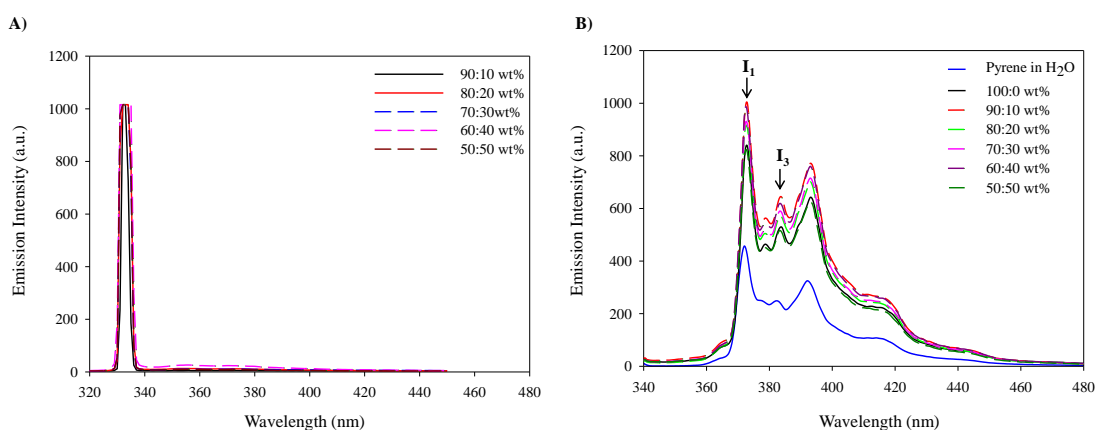 A)
1200
1000
800
600
400
200
0
Emission Intensity (a.u.)
320
340
360
380
400
420
440
460
Wavelength (nm)
90:10 wt%
80:20 wt%
70:30wt%
60:40 wt%
50:50 wt%
B)
1200
1000
800
600
400
200
0
Emission Intensity (a.u.)
340
360
380
400
420
440
460
480
Wavelength (nm)
I₁
I₃
Pyrene in H₂O
100:0 wt%
90:10 wt%
80:20 wt%
70:30 wt%
60:40 wt%
50:50 wt%